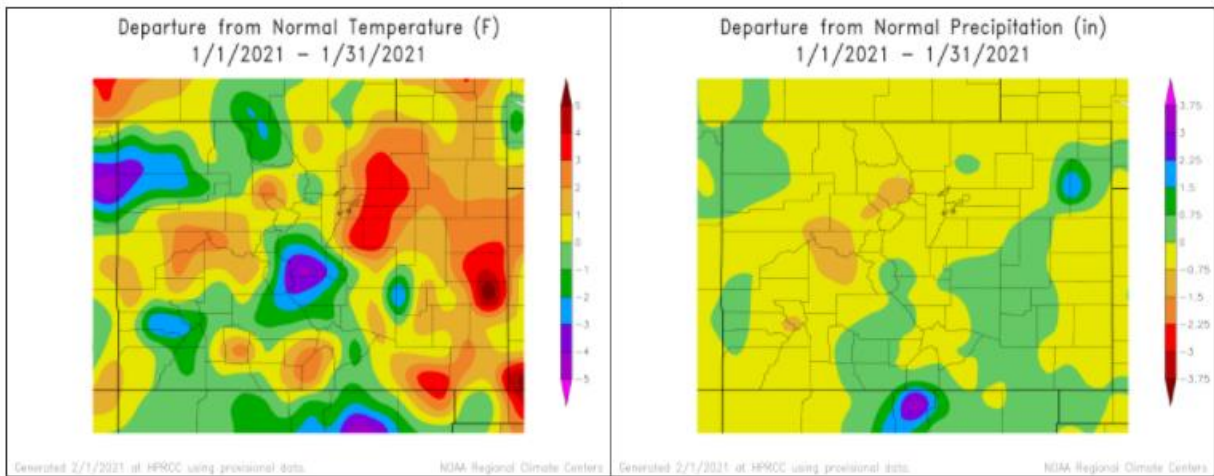 Departure from Normal Temperature (F)
1/1/2021 – 1/31/2021
5
4
3
2
1
0
-1
-2
-3
-4
-5
Generated 2/1/2021 at HPRCC using provisional data.
NOAA Regional Climate Centers
Departure from Normal Precipitation (in)
1/1/2021 – 1/31/2021
3.75
3
2.25
1.5
0.75
0
-0.75
-1.5
-2.25
-3
-3.75
Generated 2/1/2021 at HPRCC using provisional data.
NOAA Regional Climate Centers